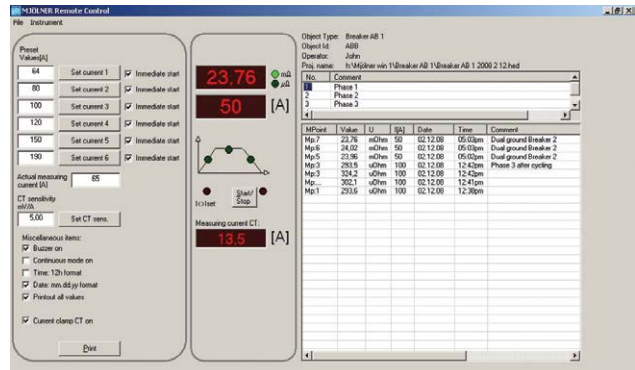 MJÖLNER Remote Control
File Instrument
Preset
Values[A]
64 Set current 1 Immediate start
80 Set current 2 Immediate start
100 Set current 3 Immediate start
120 Set current 4 Immediate start
150 Set current 5 Immediate start
190 Set current 6 Immediate start
Actual measuring
current [A] 65
CT sensitivity
mV/A
5,00 Set CT sens.
Miscellaneous items:
Buzzer on
Continuous mode on
Time: 12h format
Date: mm.dd.yy format
Printout all values
Current clamp CT on
Print
23.76 mΩ
µΩ
50 [A]
Start/
Stop
Measuring current CT:
13.5 [A]
Object Type: Breaker AB 1
Object Id: ABB
Operator: John
Proj. name: h:\Mjölner win 1\Breaker AB 1\Breaker AB 1 2008 2 12.hed
No. Comment
1 Phase 1
2 Phase 2
3 Phase 3
MPoint Value U I[A] Date Time Comment
Mp:7 23,76 mOhm 50 02.12.08 05:03pm Dual ground Breaker 2
Mp:6 24,02 mOhm 50 02.12.08 05:03pm Dual ground Breaker 2
Mp:5 23,96 mOhm 50 02.12.08 05:02pm Dual ground Breaker 2
Mp:3 293,5 uOhm 100 02.12.08 12:42pm Phase 3 after cycling
Mp:3 324,2 uOhm 100 02.12.08 12:42pm
Mp:... 302,1 uOhm 100 02.12.08 12:41pm
Mp:1 293,6 uOhm 100 02.12.08 12:38pm